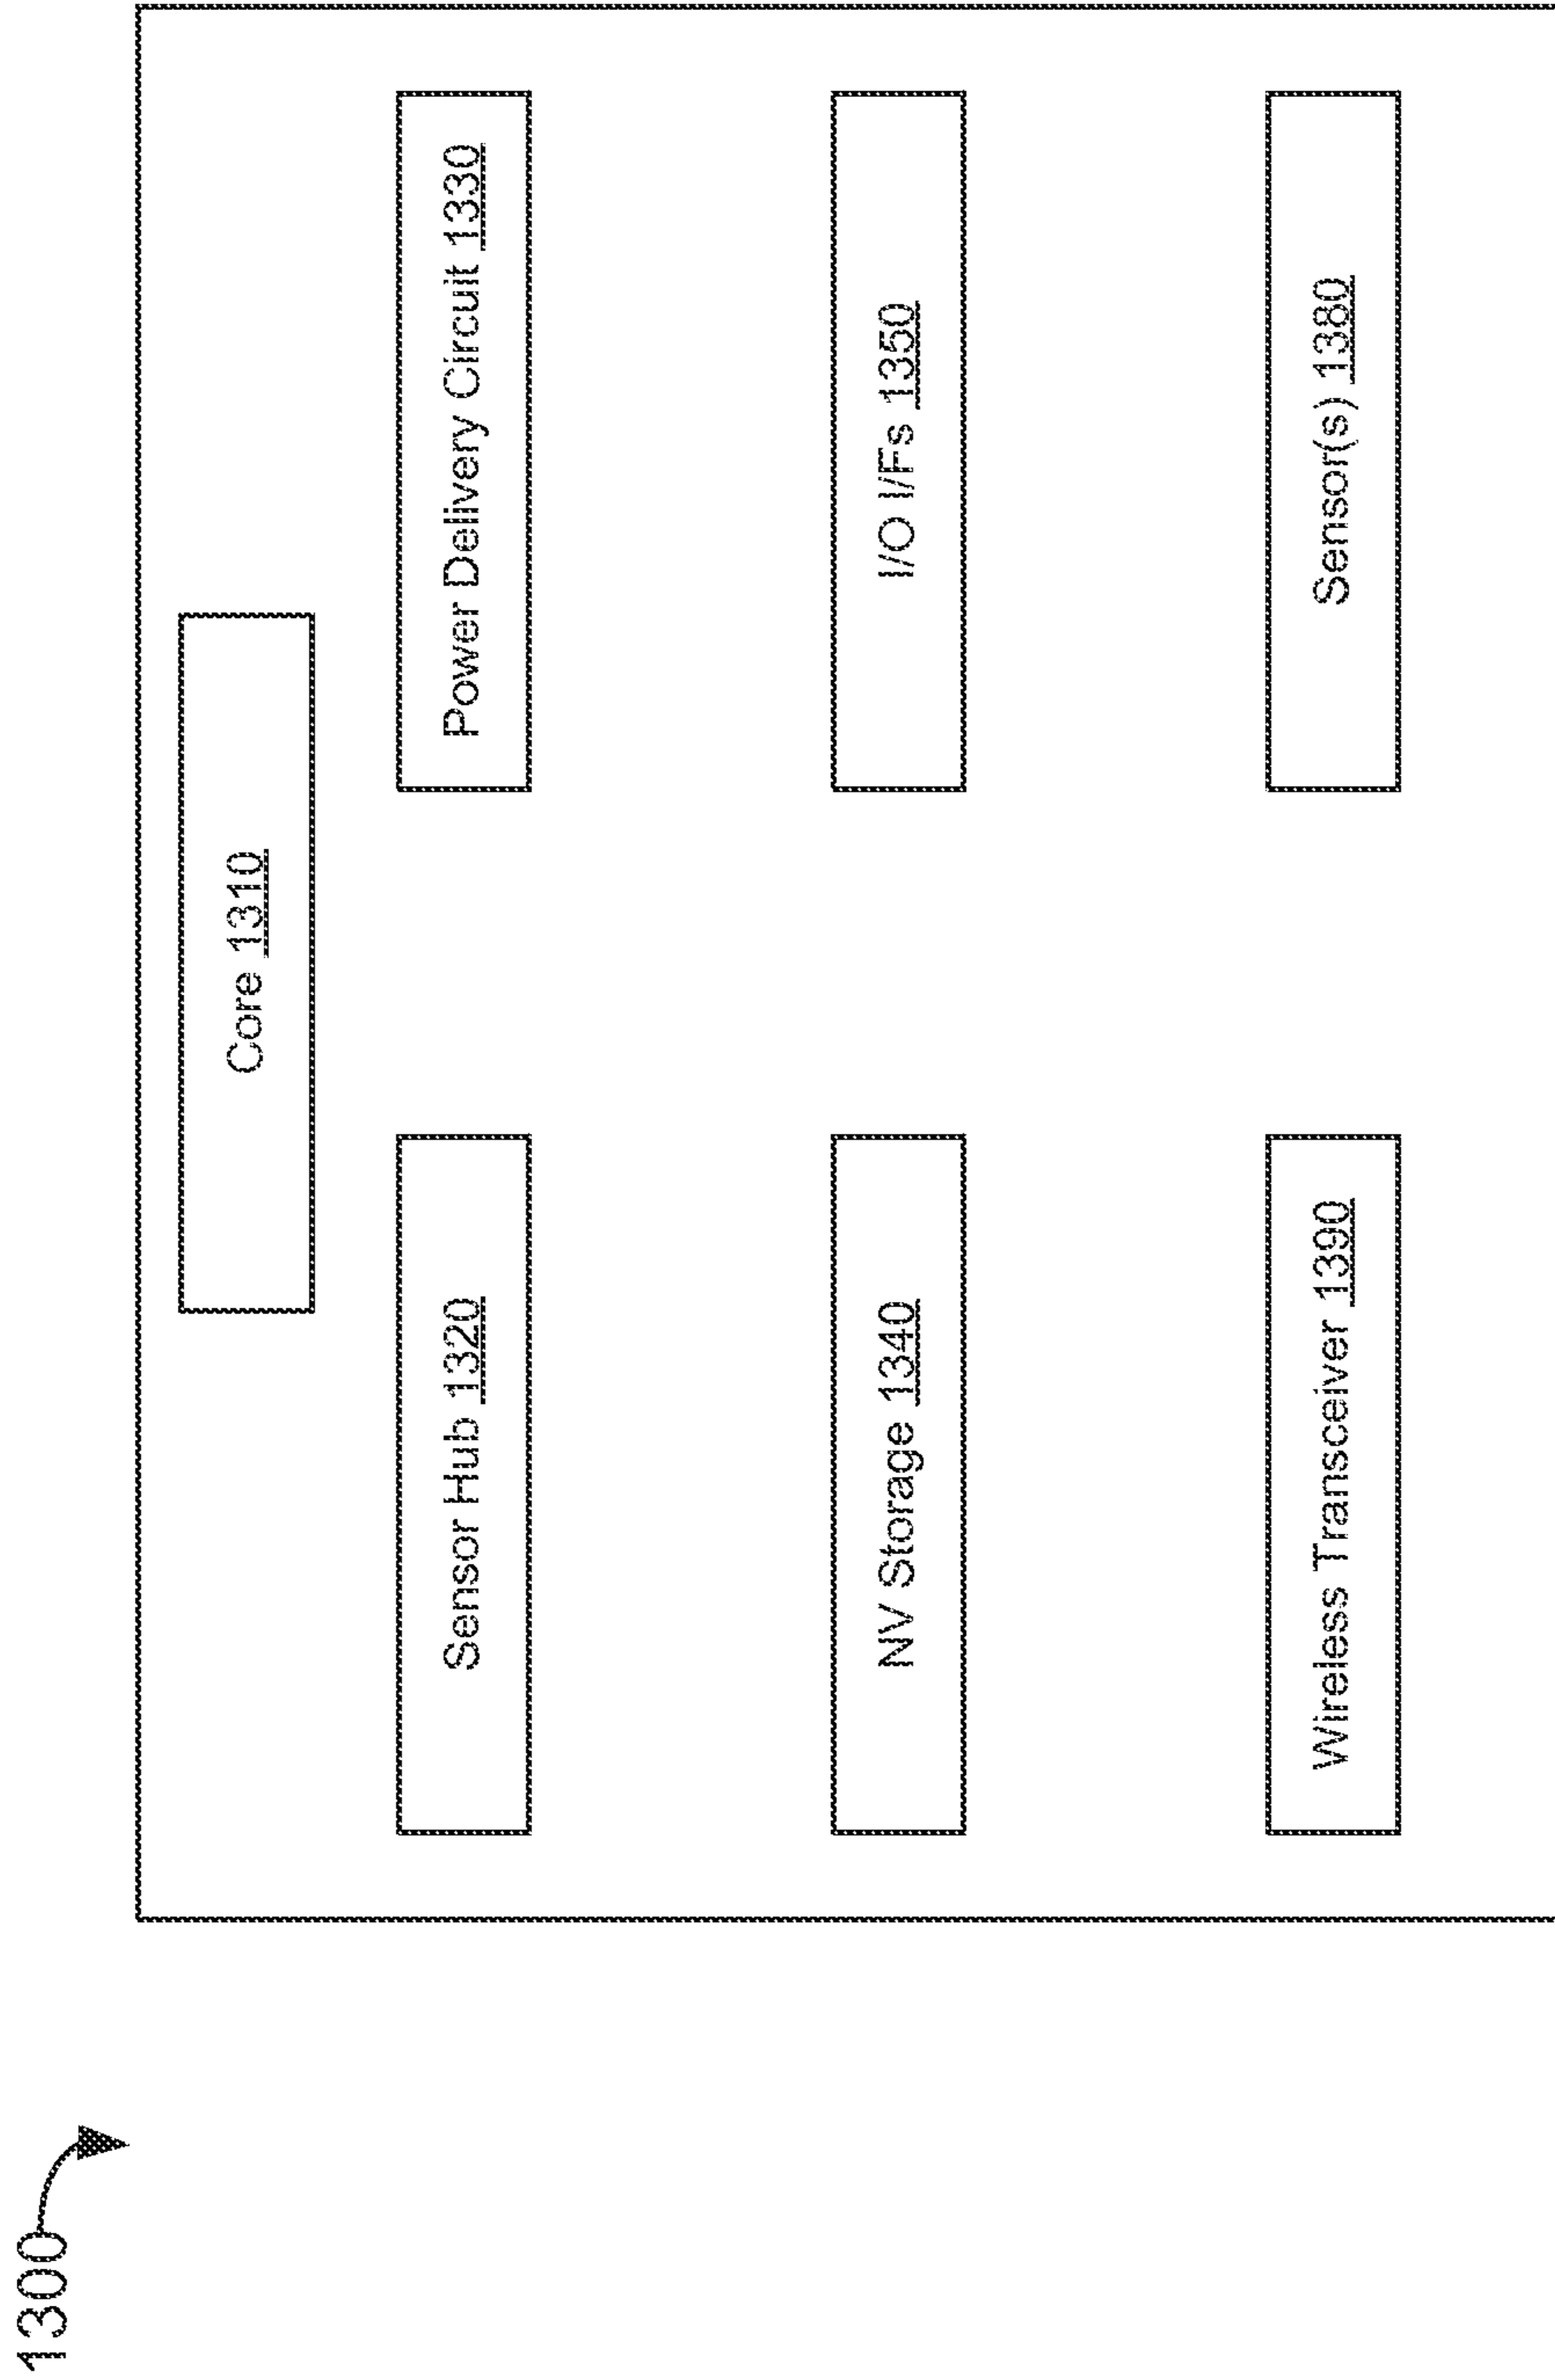 1300
Core 1310
Sensor Hub 1320
Power Delivery Circuit 1330
NV Storage 1340
I/O I/Fs 1350
Wireless Transceiver 1390
Sensor(s) 1380